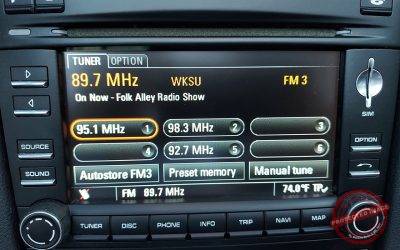 TUNER OPTION
89.7 MHz WKSU FM 3
On Now - Folk Alley Radio Show
95.1 MHz 1 98.3 MHz 2 3
4 92.7 MHz 5 6
Autostore FM3 Preset memory Manual tune
FM 89.7 MHz 74.0°F TP
SOURCE
SOUND
SIM
OPTION
TUNER DISC PHONE INFO TRIP NAVI MAP